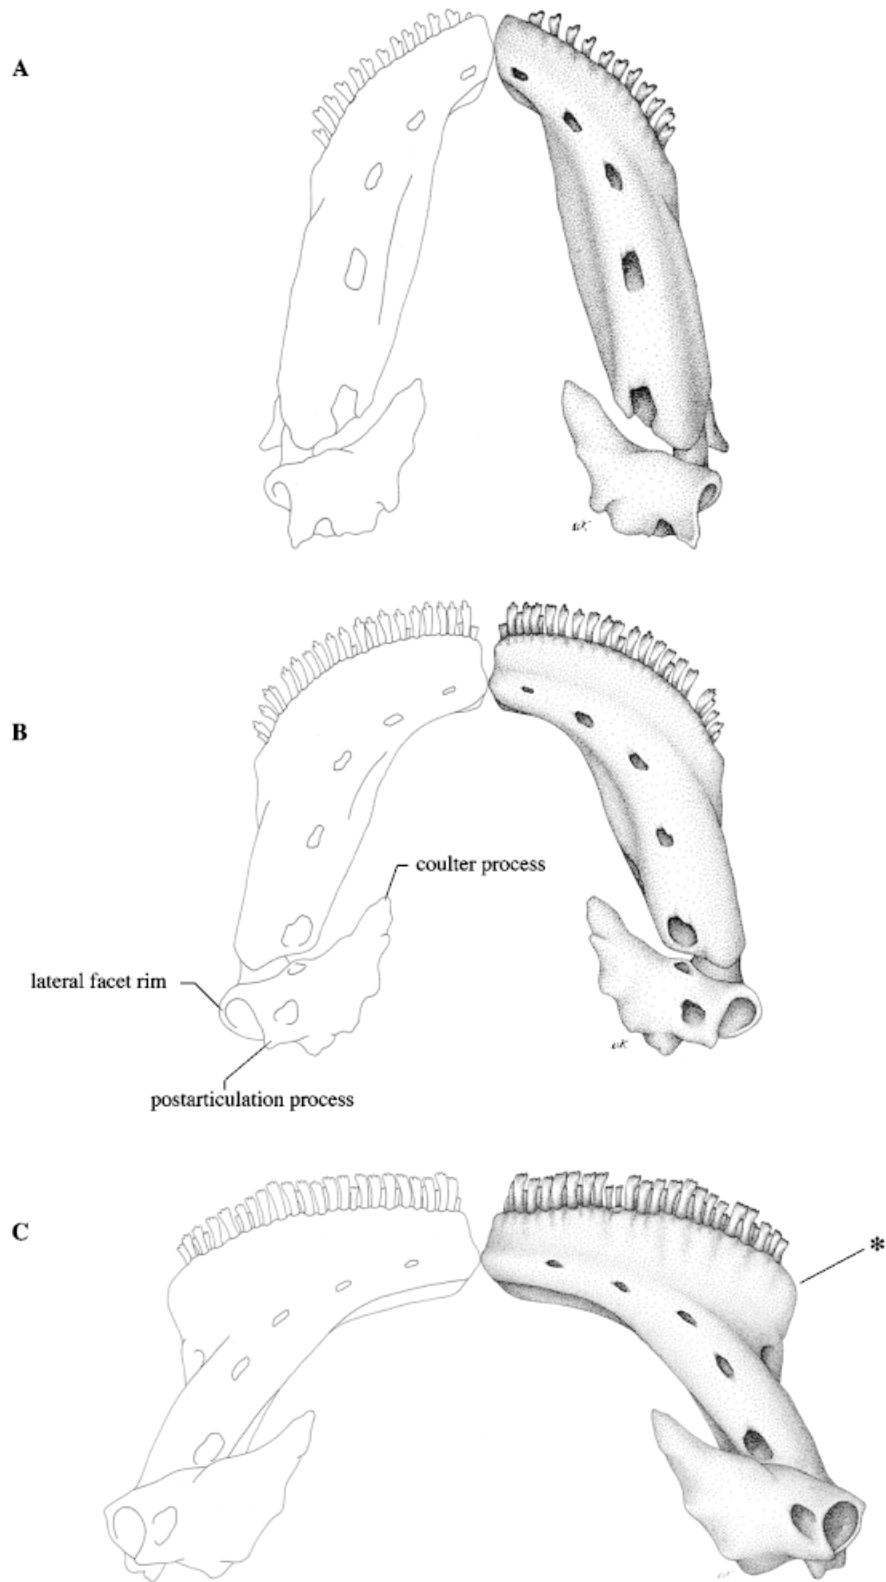 A
B
coulter process
lateral facet rim
postarticulation process
C
*